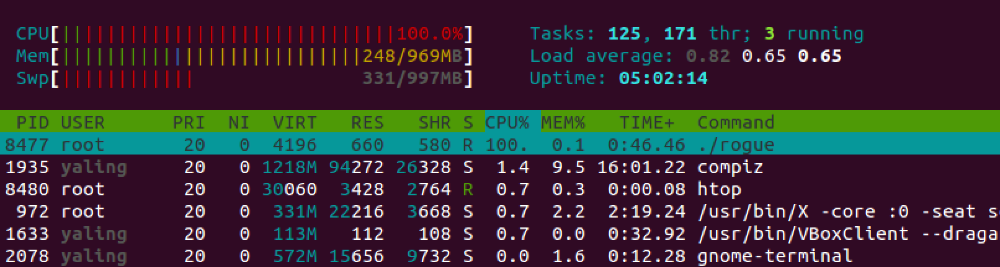 CPU[||||||||||||||||||||||||||||||100.0%] Tasks: 125, 171 thr; 3 running
Mem[|||||||||||||||||||||||||||248/969MB] Load average: 0.82 0.65 0.65
Swp[|||||||||||| 331/997MB] Uptime: 05:02:14
PID USER PRI NI VIRT RES SHR S CPU% MEM% TIME+ Command
8477 root 20 0 4196 660 580 R 100. 0.1 0:46.46 ./rogue
1935 yaling 20 0 1218M 94272 26328 S 1.4 9.5 16:01.22 compiz
8480 root 20 0 30060 3428 2764 R 0.7 0.3 0:00.08 htop
972 root 20 0 331M 22216 3668 S 0.7 2.2 2:19.24 /usr/bin/X -core :0 -seat s
1633 yaling 20 0 113M 112 108 S 0.7 0.0 0:32.92 /usr/bin/VBoxClient --draga
2078 yaling 20 0 572M 15656 9732 S 0.0 1.6 0:12.28 gnome-terminal